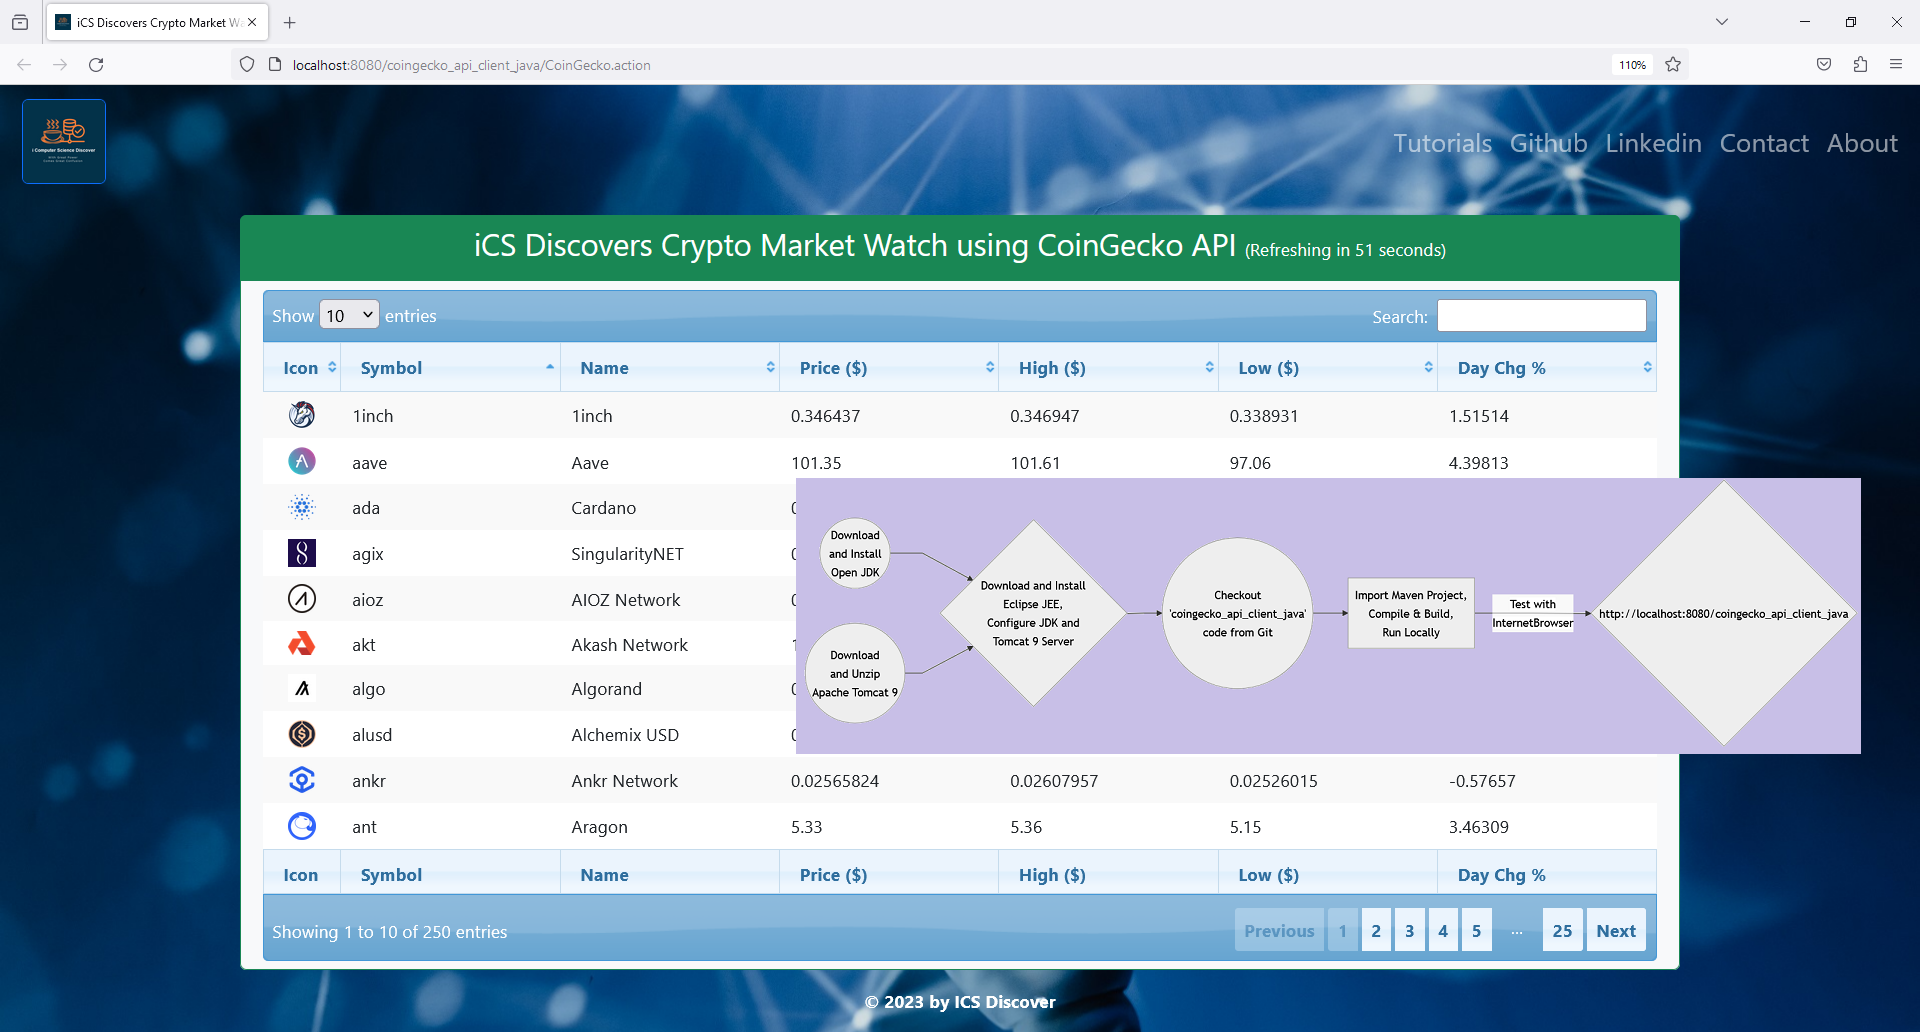 iCS Discovers Crypto Market W
localhost:8080/coingecko_api_client_java/CoinGecko.action
110%
i Computer Science Discover
With Great Power
Comes Great Confusion
Tutorials Github Linkedin Contact About
iCS Discovers Crypto Market Watch using CoinGecko API (Refreshing in 51 seconds)
Show 10 entries
Search:
Icon Symbol Name Price ($) High ($) Low ($) Day Chg %
1inch 1inch 0.346437 0.346947 0.338931 1.51514
aave Aave 101.35 101.61 97.06 4.39813
ada Cardano
agix SingularityNET
aioz AIOZ Network
akt Akash Network
algo Algorand
alusd Alchemix USD
Download
and Install
Open JDK
Download
and Unzip
Apache Tomcat 9
Download and Install
Eclipse JEE,
Configure JDK and
Tomcat 9 Server
Checkout
'coingecko_api_client_java'
code from Git
Import Maven Project,
Compile & Build,
Run Locally
Test with
InternetBrowser
http://localhost:8080/coingecko_api_client_java
ankr Ankr Network 0.02565824 0.02607957 0.02526015 -0.57657
ant Aragon 5.33 5.36 5.15 3.46309
Icon Symbol Name Price ($) High ($) Low ($) Day Chg %
Showing 1 to 10 of 250 entries
Previous 1 2 3 4 5 ... 25 Next
© 2023 by ICS Discover